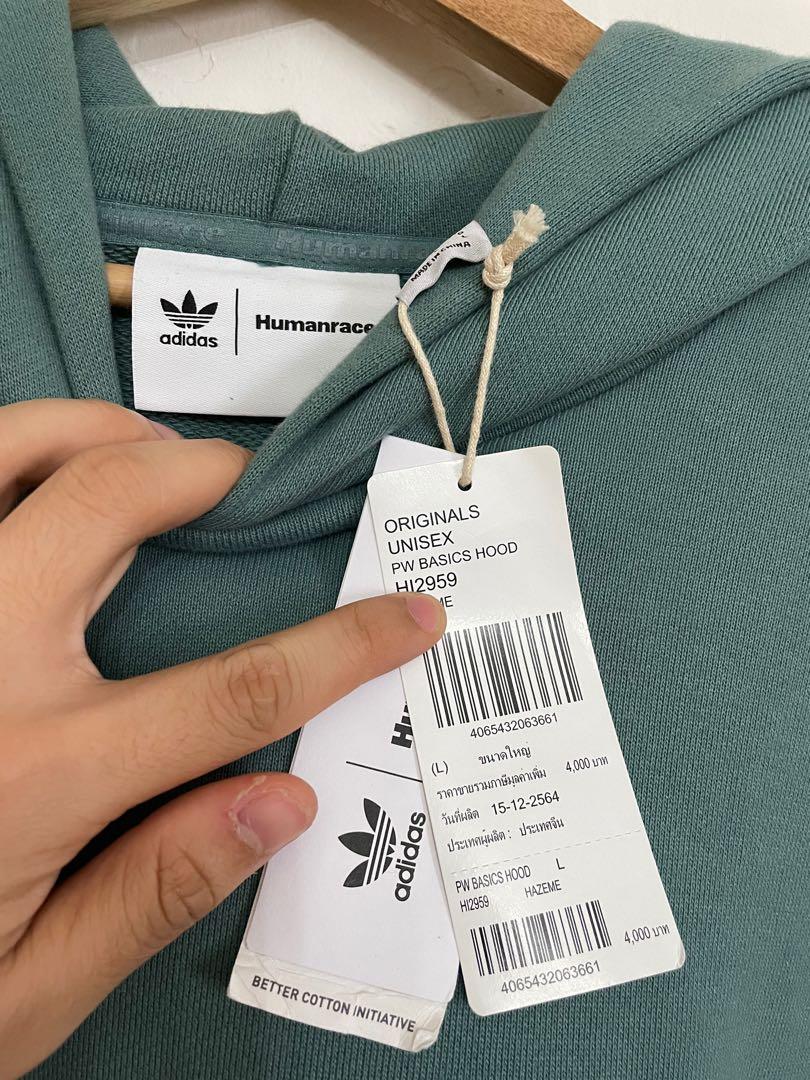 Humanrace
MADE IN CHINA
adidas
Humanrace
ORIGINALS
UNISEX
PW BASICS HOOD
HI2959
4065432063661
(L) ขนาดใหญ่
ราคาขายรวมภาษีมูลค่าเพิ่ม 4,000 บาท
วันที่ผลิต 15-12-2564
ประเทศผู้ผลิต : ประเทศจีน
PW BASICS HOOD L
HI2959 HAZEME
4,000 บาท
4065432063661
adidas
BETTER COTTON INITIATIVE